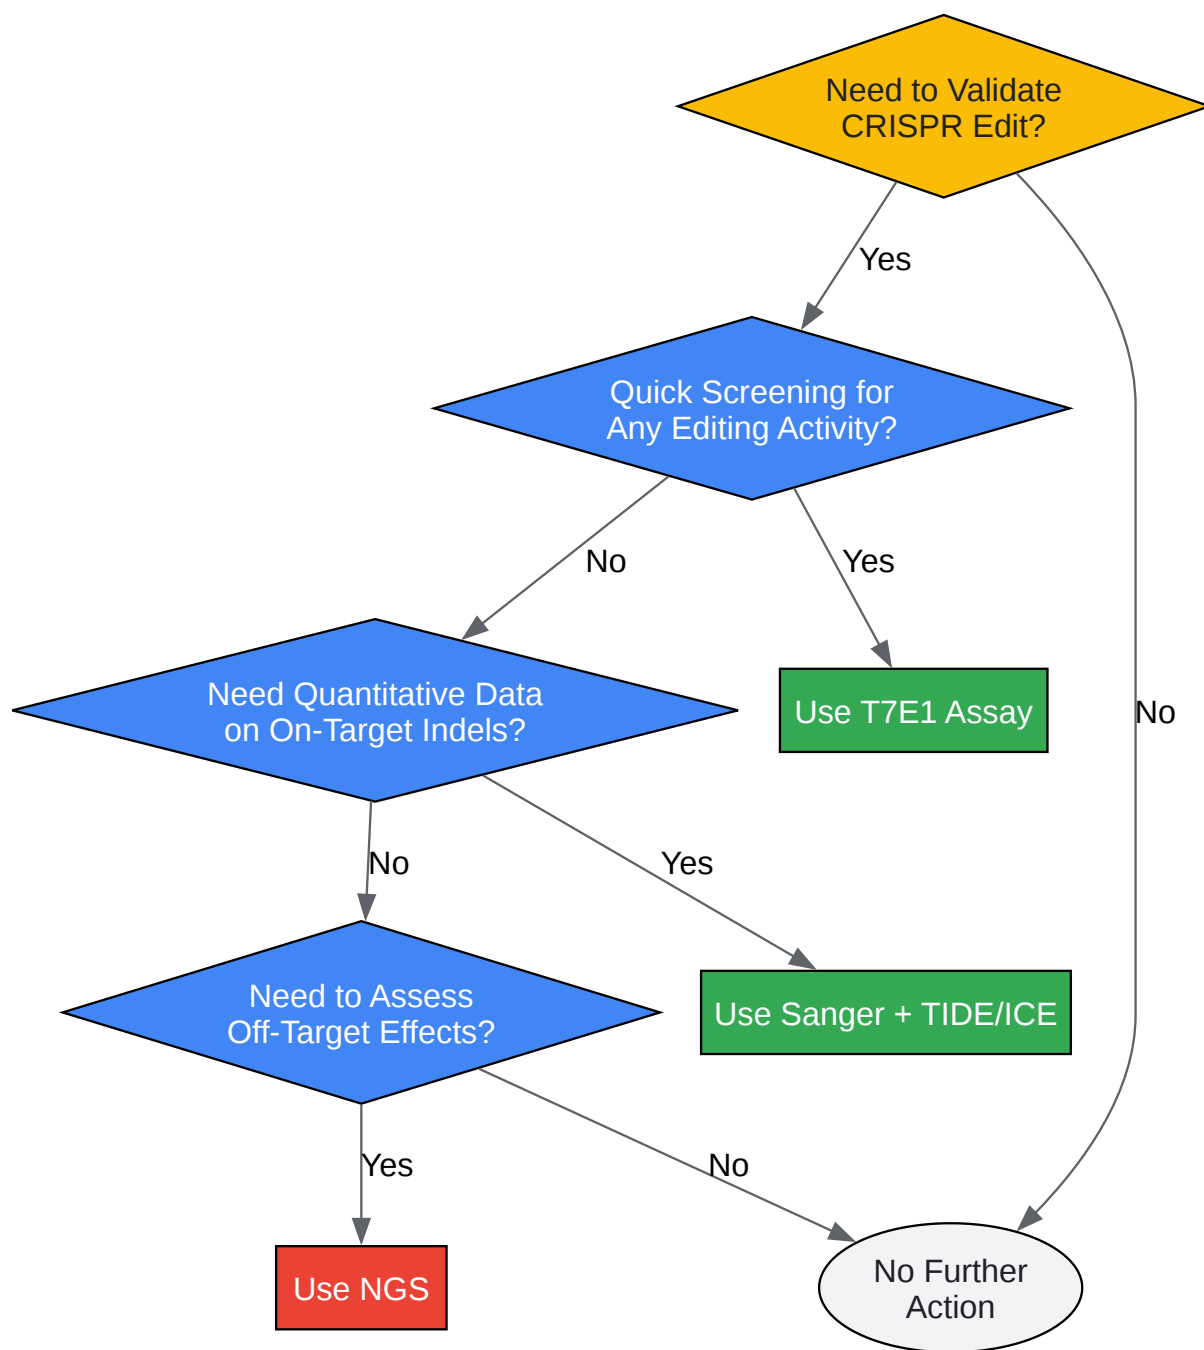 Need to Validate
CRISPR Edit?
Yes
Quick Screening for
Any Editing Activity?
No
Yes
Need Quantitative Data
on On-Target Indels?
Use T7E1 Assay
No
No
Yes
Need to Assess
Off-Target Effects?
Use Sanger + TIDE/ICE
Yes
No
Use NGS
No Further
Action